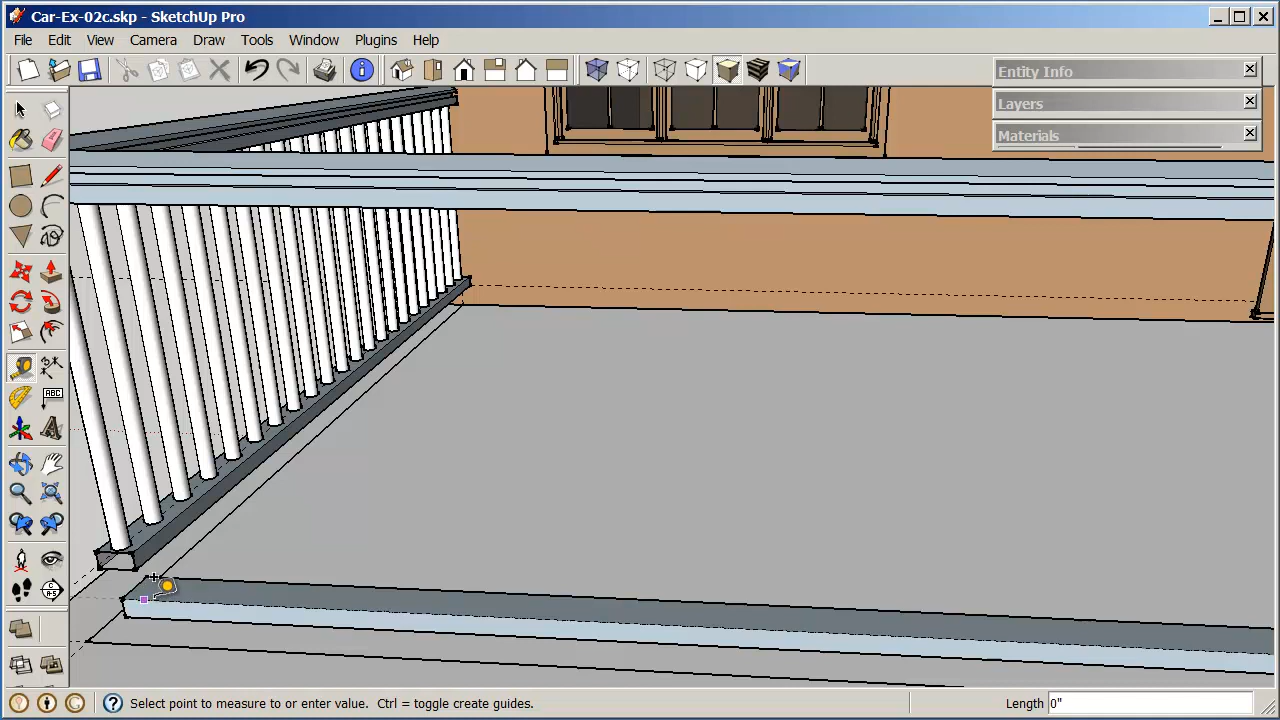 Car-Ex-02c.skp - SketchUp Pro
File Edit View Camera Draw Tools Window Plugins Help
Entity Info
Layers
Materials
ABC
Select point to measure to or enter value. Ctrl = toggle create guides.
Length 0"